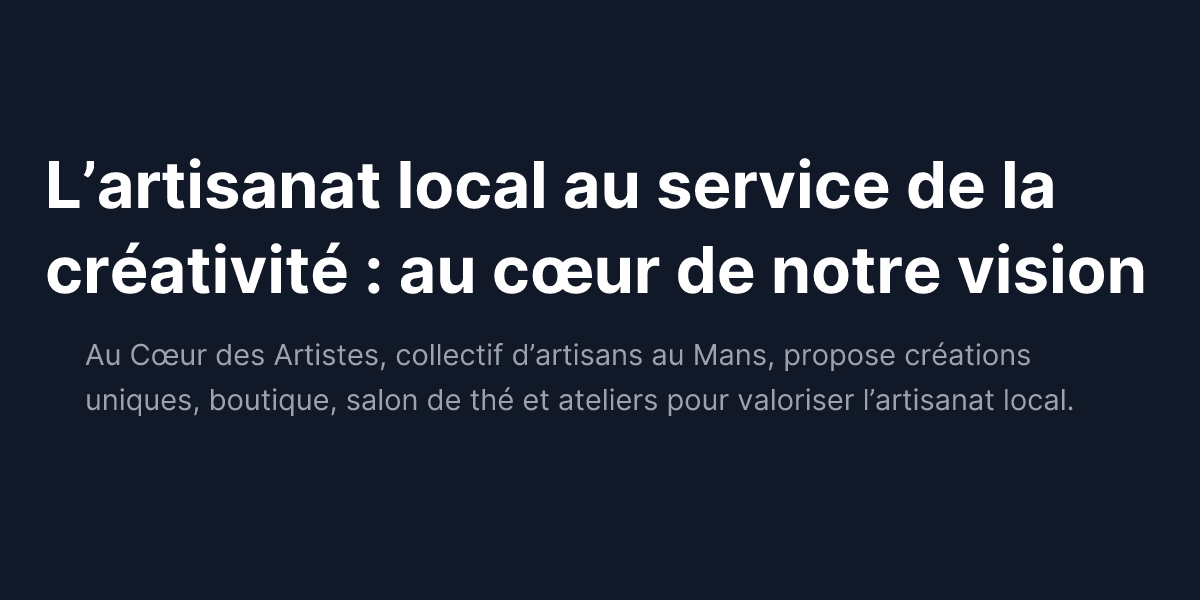 L’artisanat local au service de la
créativité : au cœur de notre vision
Au Cœur des Artistes, collectif d’artisans au Mans, propose créations
uniques, boutique, salon de thé et ateliers pour valoriser l’artisanat local.